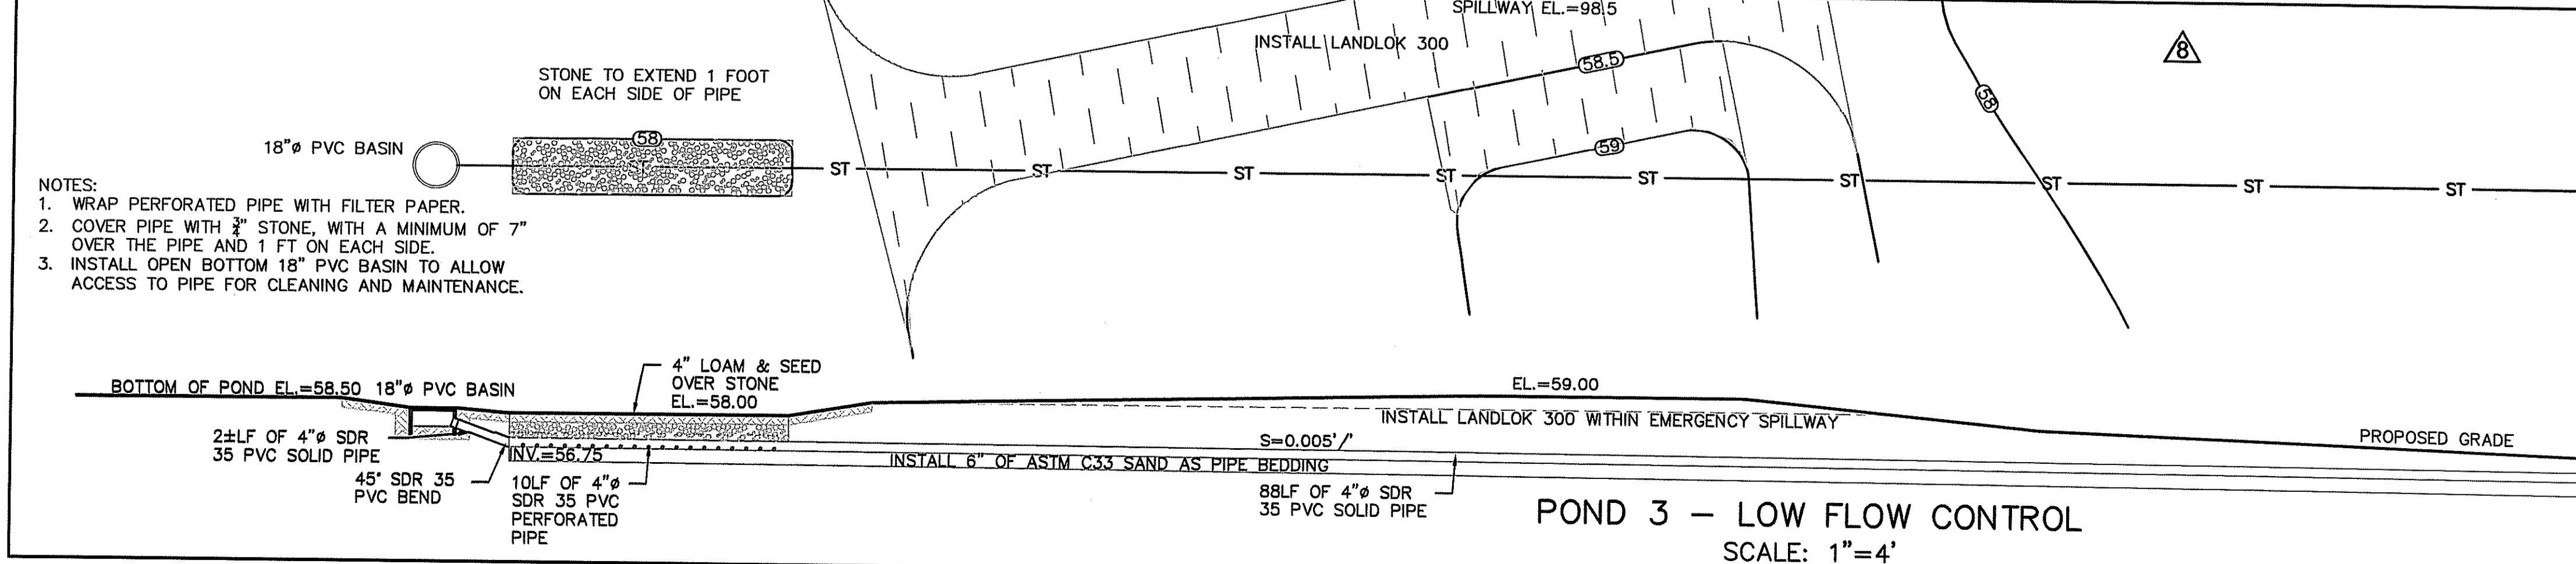 SPILLWAY EL.=98.5
INSTALL LANDLOK 300
8
58.5
58
STONE TO EXTEND 1 FOOT
ON EACH SIDE OF PIPE
58
18"ø PVC BASIN
59
ST ST ST ST ST ST ST ST ST
NOTES:
1. WRAP PERFORATED PIPE WITH FILTER PAPER.
2. COVER PIPE WITH ¾" STONE, WITH A MINIMUM OF 7"
OVER THE PIPE AND 1 FT ON EACH SIDE.
3. INSTALL OPEN BOTTOM 18" PVC BASIN TO ALLOW
ACCESS TO PIPE FOR CLEANING AND MAINTENANCE.
4" LOAM & SEED
OVER STONE
EL.=58.00
BOTTOM OF POND EL.=58.50
18"ø PVC BASIN
EL.=59.00
INSTALL LANDLOK 300 WITHIN EMERGENCY SPILLWAY
2±LF OF 4"ø SDR
35 PVC SOLID PIPE
S=0.005'/'
PROPOSED GRADE
INV.=56.75
INSTALL 6" OF ASTM C33 SAND AS PIPE BEDDING
45° SDR 35
PVC BEND
10LF OF 4"ø
SDR 35 PVC
PERFORATED
PIPE
88LF OF 4"ø SDR
35 PVC SOLID PIPE
POND 3 – LOW FLOW CONTROL
SCALE: 1"=4'